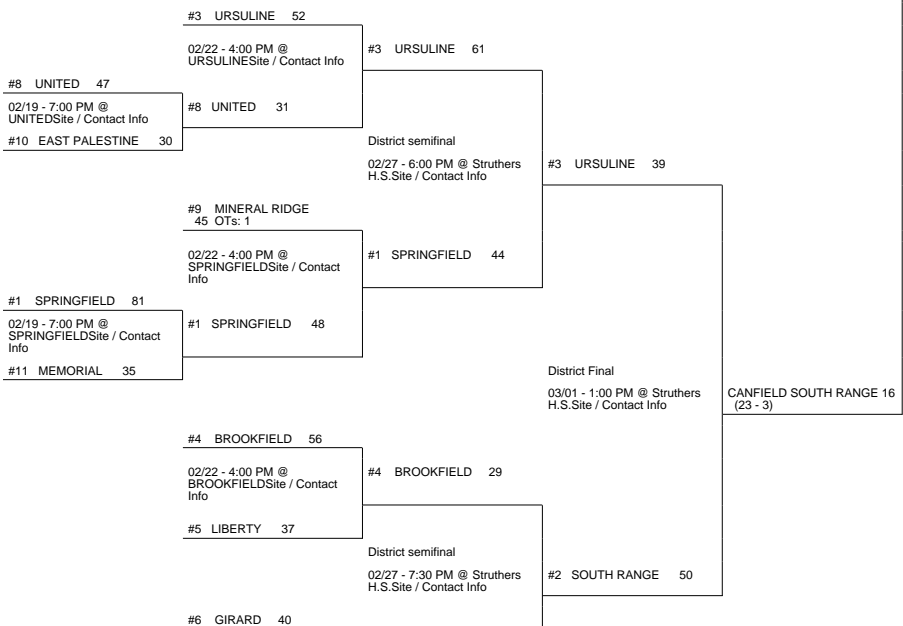 #3 URSULINE 52
02/22 - 4:00 PM @
URSULINESite / Contact Info
#3 URSULINE 61
#8 UNITED 47
02/19 - 7:00 PM @
UNITEDSite / Contact Info
#8 UNITED 31
#10 EAST PALESTINE 30
District semifinal
02/27 - 6:00 PM @ Struthers
H.S.Site / Contact Info
#3 URSULINE 39
#9 MINERAL RIDGE
45 OTs: 1
02/22 - 4:00 PM @
SPRINGFIELDSite / Contact
Info
#1 SPRINGFIELD 44
#1 SPRINGFIELD 81
02/19 - 7:00 PM @
SPRINGFIELDSite / Contact
Info
#1 SPRINGFIELD 48
#11 MEMORIAL 35
District Final
03/01 - 1:00 PM @ Struthers
H.S.Site / Contact Info
CANFIELD SOUTH RANGE 16
(23 - 3)
#4 BROOKFIELD 56
02/22 - 4:00 PM @
BROOKFIELDSite / Contact
Info
#4 BROOKFIELD 29
#5 LIBERTY 37
District semifinal
02/27 - 7:30 PM @ Struthers
H.S.Site / Contact Info
#2 SOUTH RANGE 50
#6 GIRARD 40